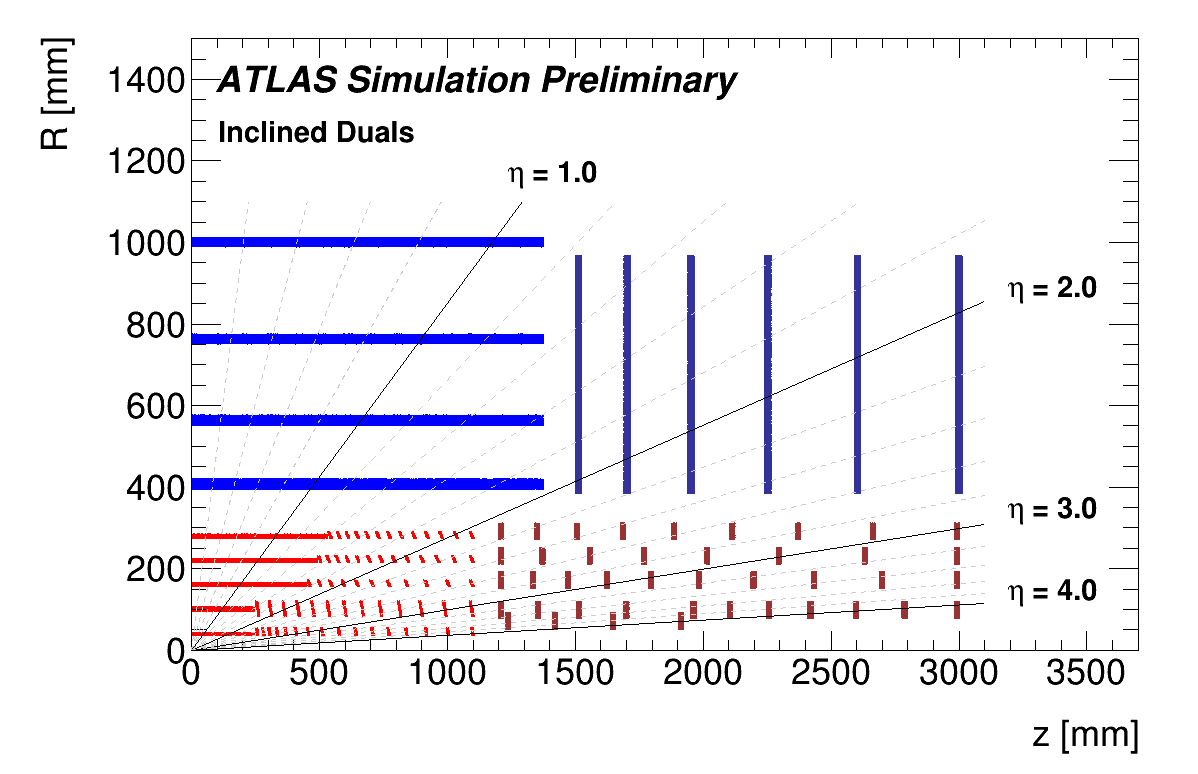 R [mm]
1400
ATLAS Simulation Preliminary
Inclined Duals
1200
η = 1.0
1000
η = 2.0
800
600
400
η = 3.0
200
η = 4.0
0
0 500 1000 1500 2000 2500 3000 3500
z [mm]